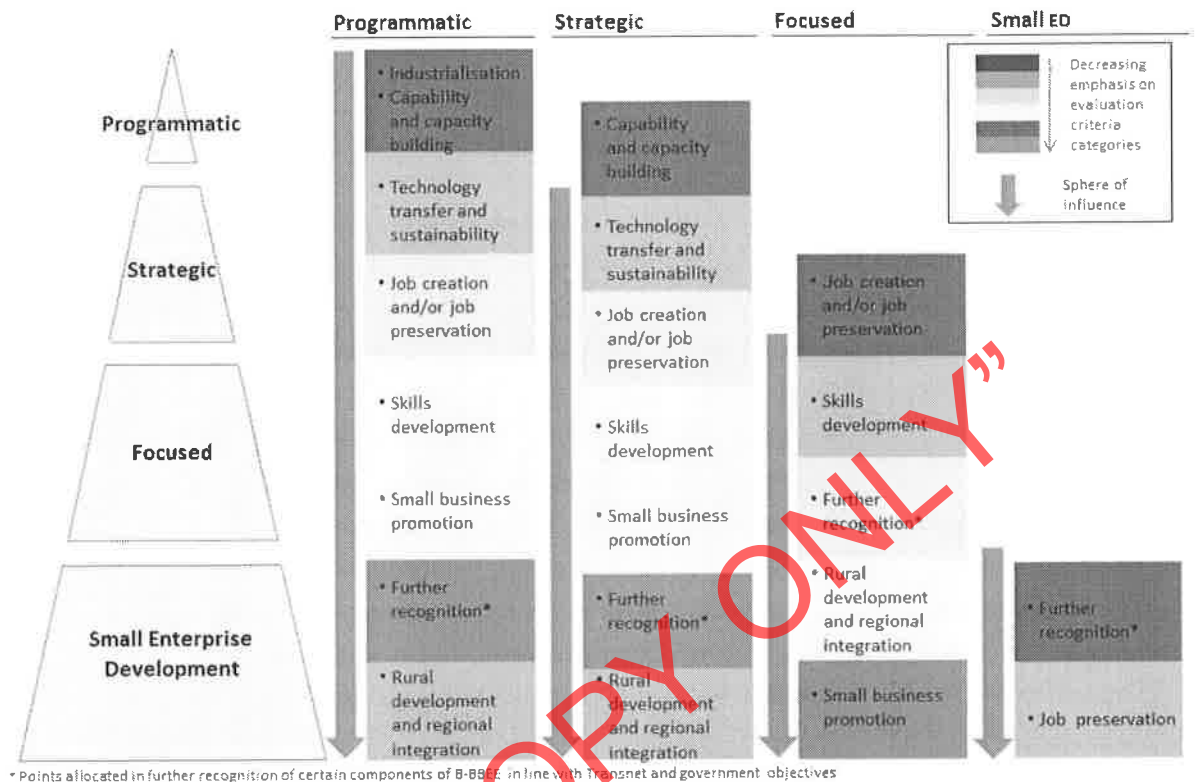 Programmatic
Strategic
Focused
Small ED
Programmatic
Strategic
Focused
Small Enterprise
Development
• Industrialisation
• Capability
and capacity
building
• Technology
transfer and
sustainability
• Job creation
and/or job
preservation
• Skills
development
• Small business
promotion
• Further
recognition*
• Rural
development
and regional
integration
• Capability
and capacity
building
• Technology
transfer and
sustainability
• Job creation
and/or job
preservation
• Skills
development
• Small business
promotion
• Further
recognition*
• Rural
development
and regional
integration
• Job creation
and/or job
preservation
• Skills
development
• Further
recognition*
• Rural
development
and regional
integration
• Small business
promotion
• Further
recognition*
• Job preservation
Decreasing
emphasis on
evaluation
criteria
categories
Sphere of
influence
OPY ONLY”
* Points allocated in further recognition of certain components of B-BBEE in line with Transnet and government objectives